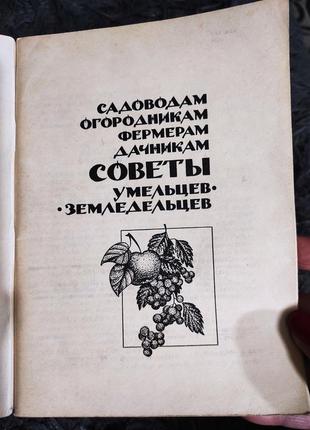 САДОВОДАМ
ОГОРОДНИКАМ
ФЕРМЕРАМ
ДАЧНИКАМ
СОВЕТЫ
УМЕЛЬЦЕВ·
·ЗЕМЛЕДЕЛЬЦЕВ